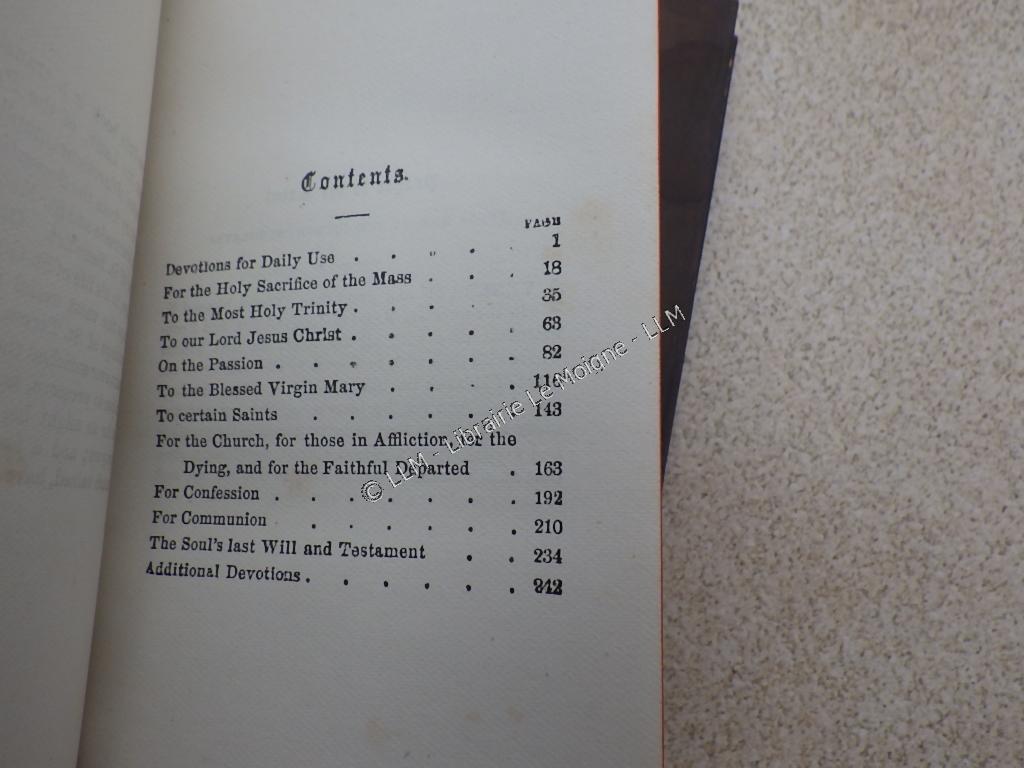 Contents.
PAGE
Devotions for Daily Use . . . . . 1
For the Holy Sacrifice of the Mass . . . 18
To the Most Holy Trinity . . . . . 35
To our Lord Jesus Christ . . . . . 63
On the Passion . . . . . . . 82
To the Blessed Virgin Mary . . . .
To certain Saints . . . . . . 143
For the Church, for those in Affliction, for the
Dying, and for the Faithful Departed . 163
For Confession . . . . . . . 192
For Communion . . . . . . 210
The Soul's last Will and Testament . . 234
Additional Devotions . . . . . . 242
© LLM - Librairie Le Moigne - LLM